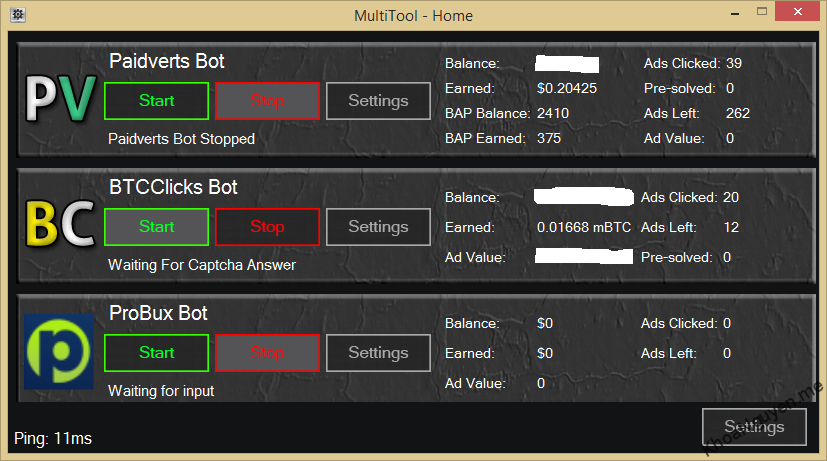 MultiTool - Home
PV
Paidverts Bot
Start Stop Settings
Paidverts Bot Stopped
Balance: Ads Clicked: 39
Earned: $0.20425 Pre-solved: 0
BAP Balance: 2410 Ads Left: 262
BAP Earned: 375 Ad Value: 0
BC
BTCClicks Bot
Start Stop Settings
Waiting For Captcha Answer
Balance: Ads Clicked: 20
Earned: 0.01668 mBTC Ads Left: 12
Ad Value: Pre-solved: 0
p
ProBux Bot
Start Stop Settings
Waiting for input
Balance: $0 Ads Clicked: 0
Earned: $0 Ads Left: 0
Ad Value: 0
Settings
Ping: 11ms
khoanguyen.me